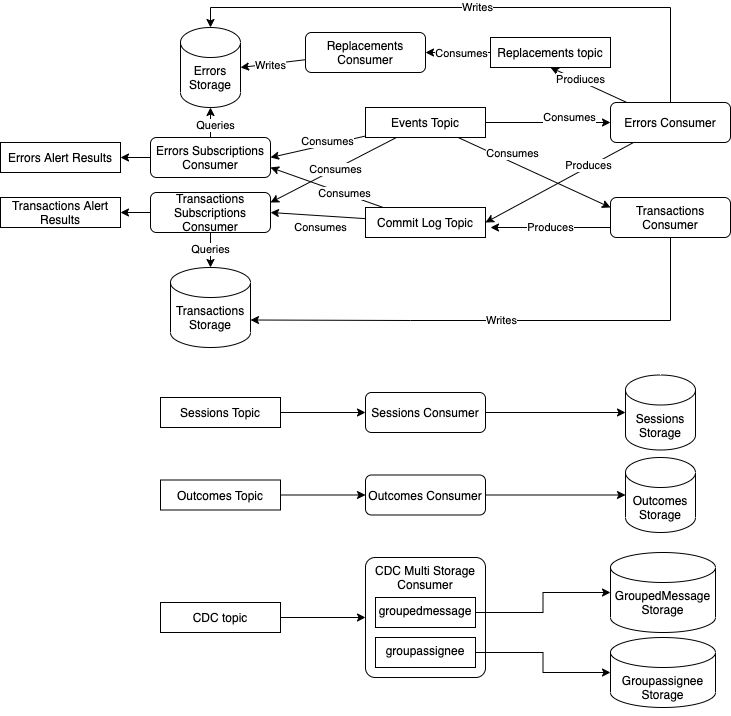 Writes
Errors
Storage
Writes
Replacements
Consumer
Consumes
Replacements topic
Produces
Queries
Events Topic
Consumes
Errors Consumer
Errors Alert Results
Errors Subscriptions
Consumer
Consumes
Consumes
Consumes
Produces
Transactions Alert
Results
Transactions
Subscriptions
Consumer
Consumes
Consumes
Commit Log Topic
Produces
Transactions
Consumer
Queries
Transactions
Storage
Writes
Sessions Topic
Sessions Consumer
Sessions
Storage
Outcomes Topic
Outcomes Consumer
Outcomes
Storage
CDC topic
CDC Multi Storage
Consumer
groupedmessage
groupassignee
GroupedMessage
Storage
Groupassignee
Storage